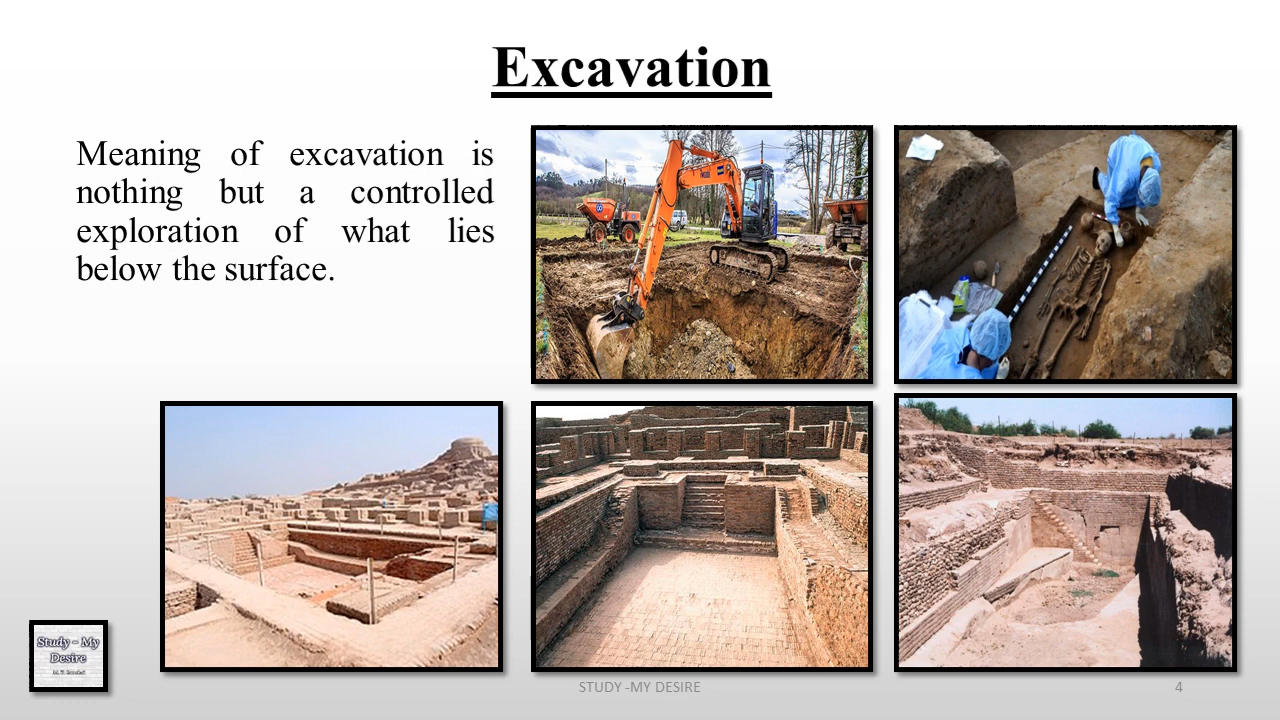 Excavation
Meaning of excavation is
nothing but a controlled
exploration of what lies
below the surface.
Study - My
Desire
STUDY -MY DESIRE
4